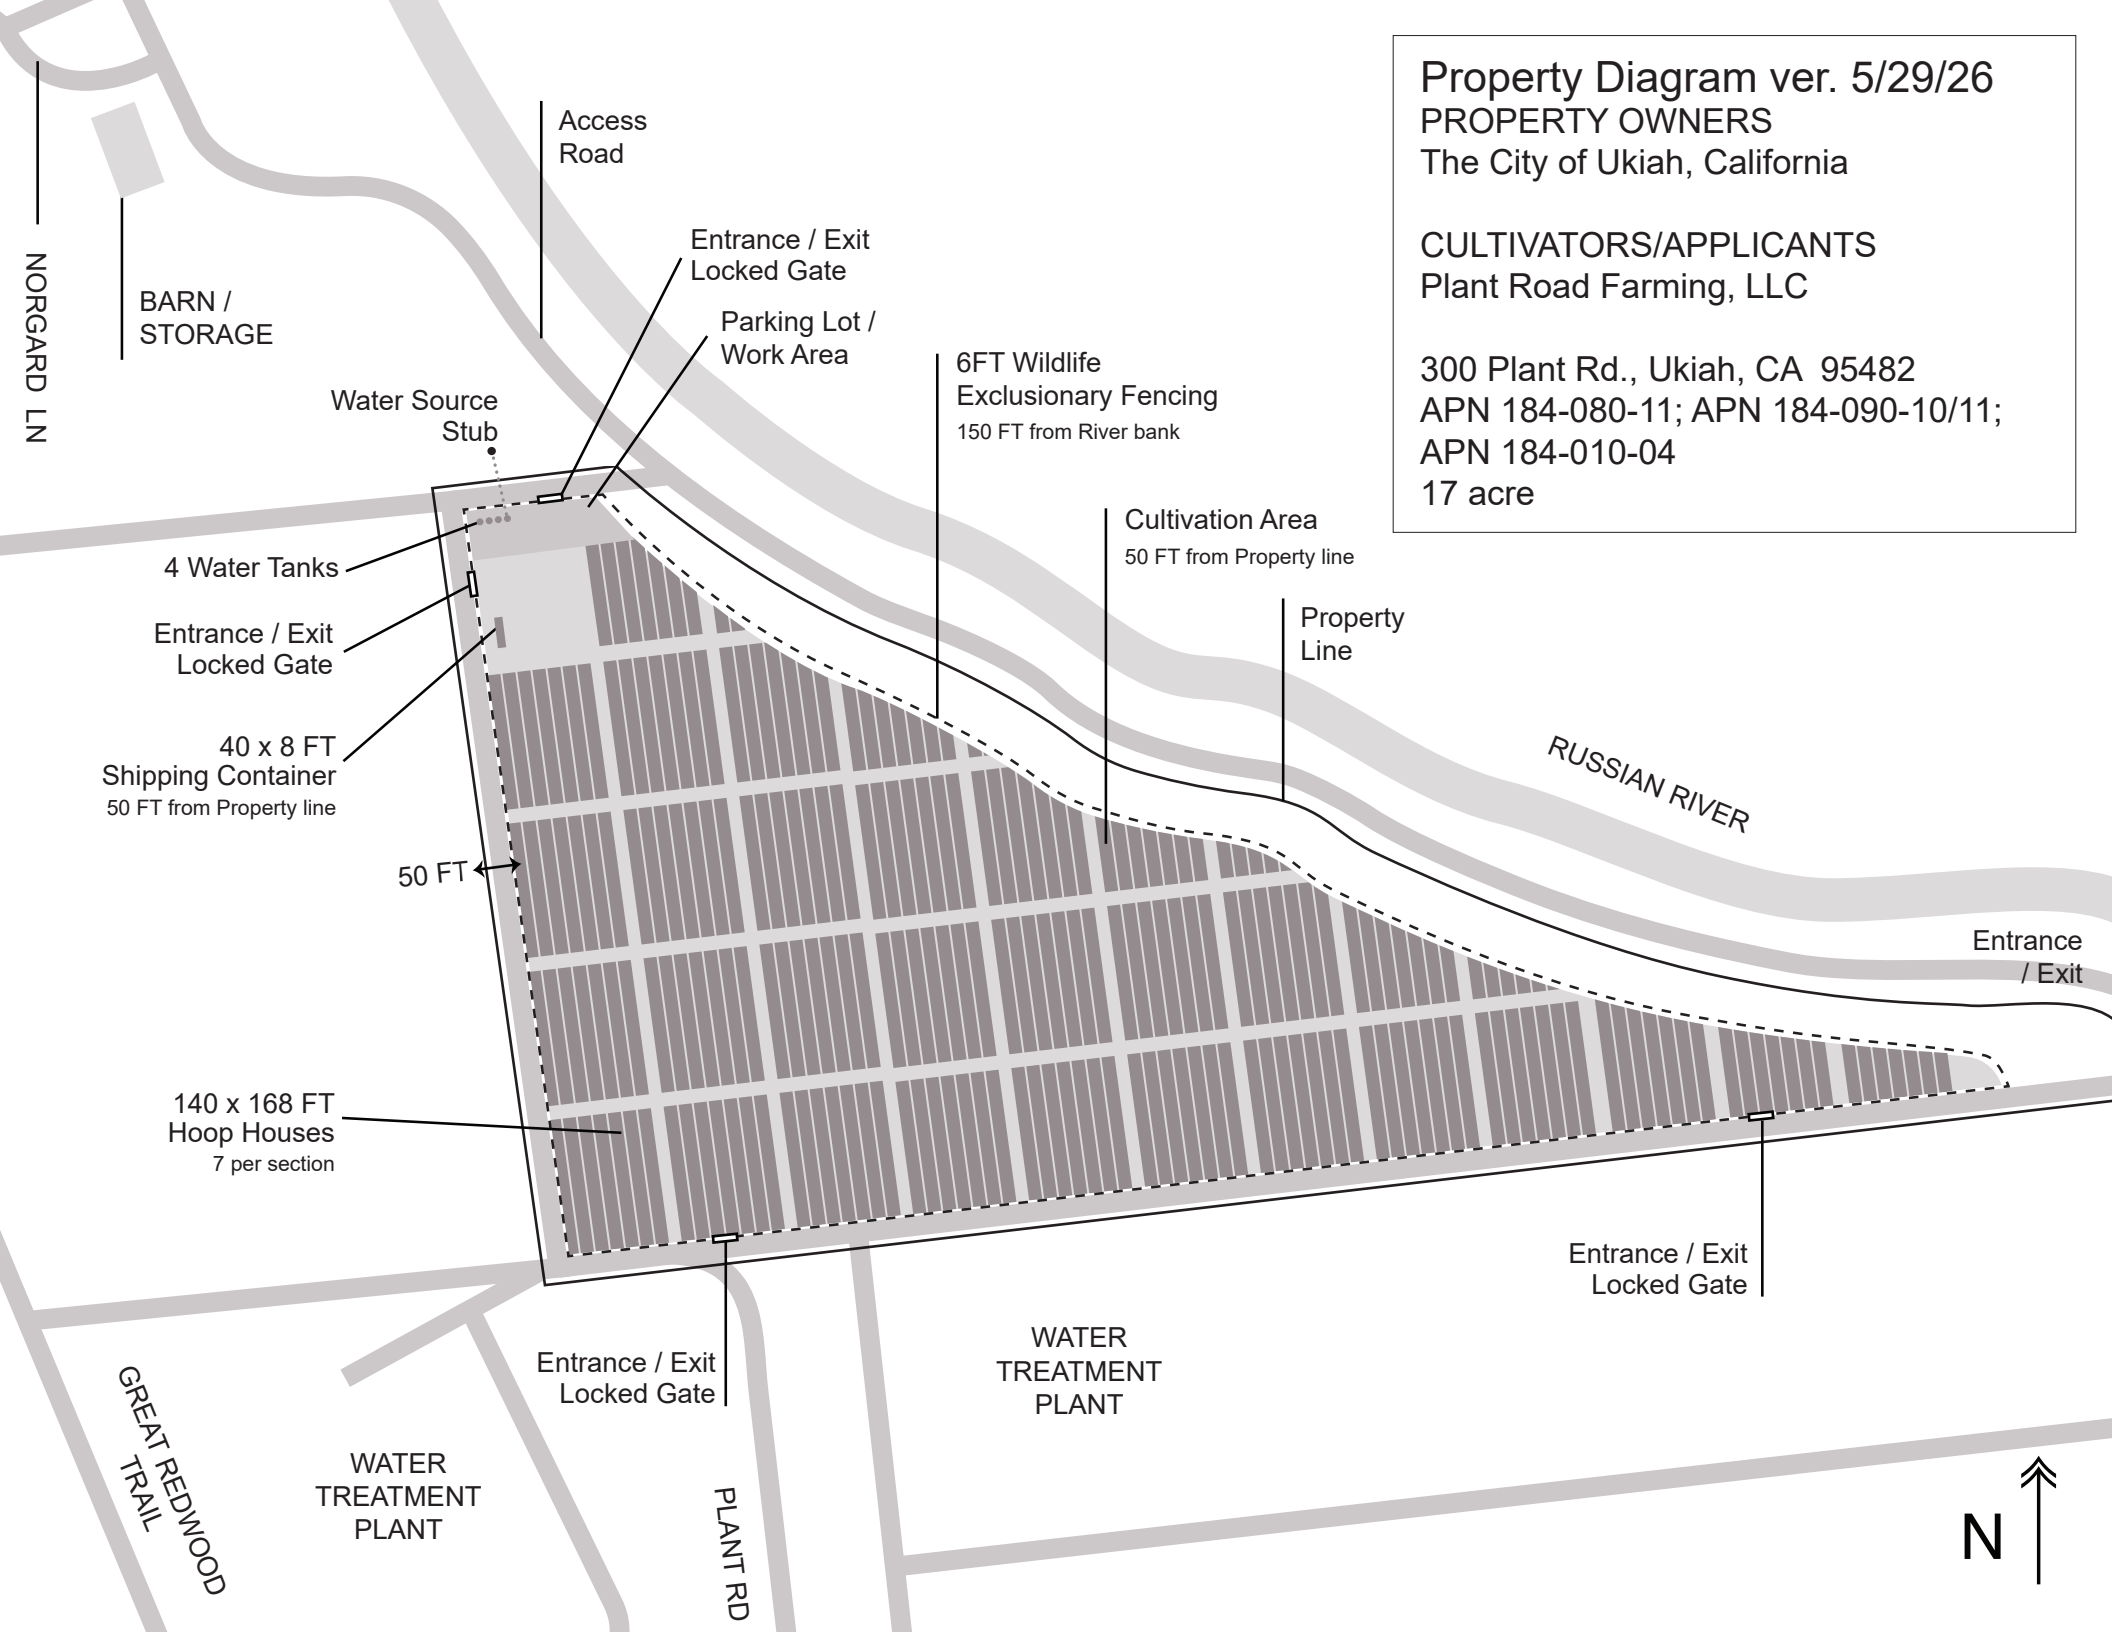 Property Diagram ver. 5/29/26
PROPERTY OWNERS
The City of Ukiah, California
CULTIVATORS/APPLICANTS
Plant Road Farming, LLC
300 Plant Rd., Ukiah, CA 95482
APN 184-080-11; APN 184-090-10/11;
APN 184-010-04
17 acre
Access
Road
Entrance / Exit
Locked Gate
Parking Lot /
Work Area
NORGARD LN
BARN /
STORAGE
6FT Wildlife
Exclusionary Fencing
150 FT from River bank
Water Source
Stub
Cultivation Area
50 FT from Property line
4 Water Tanks
Property
Line
Entrance / Exit
Locked Gate
40 x 8 FT
Shipping Container
50 FT from Property line
RUSSIAN RIVER
50 FT
Entrance
/ Exit
140 x 168 FT
Hoop Houses
7 per section
Entrance / Exit
Locked Gate
Entrance / Exit
Locked Gate
WATER
TREATMENT
PLANT
GREAT REDWOOD
TRAIL
WATER
TREATMENT
PLANT
PLANT RD
N